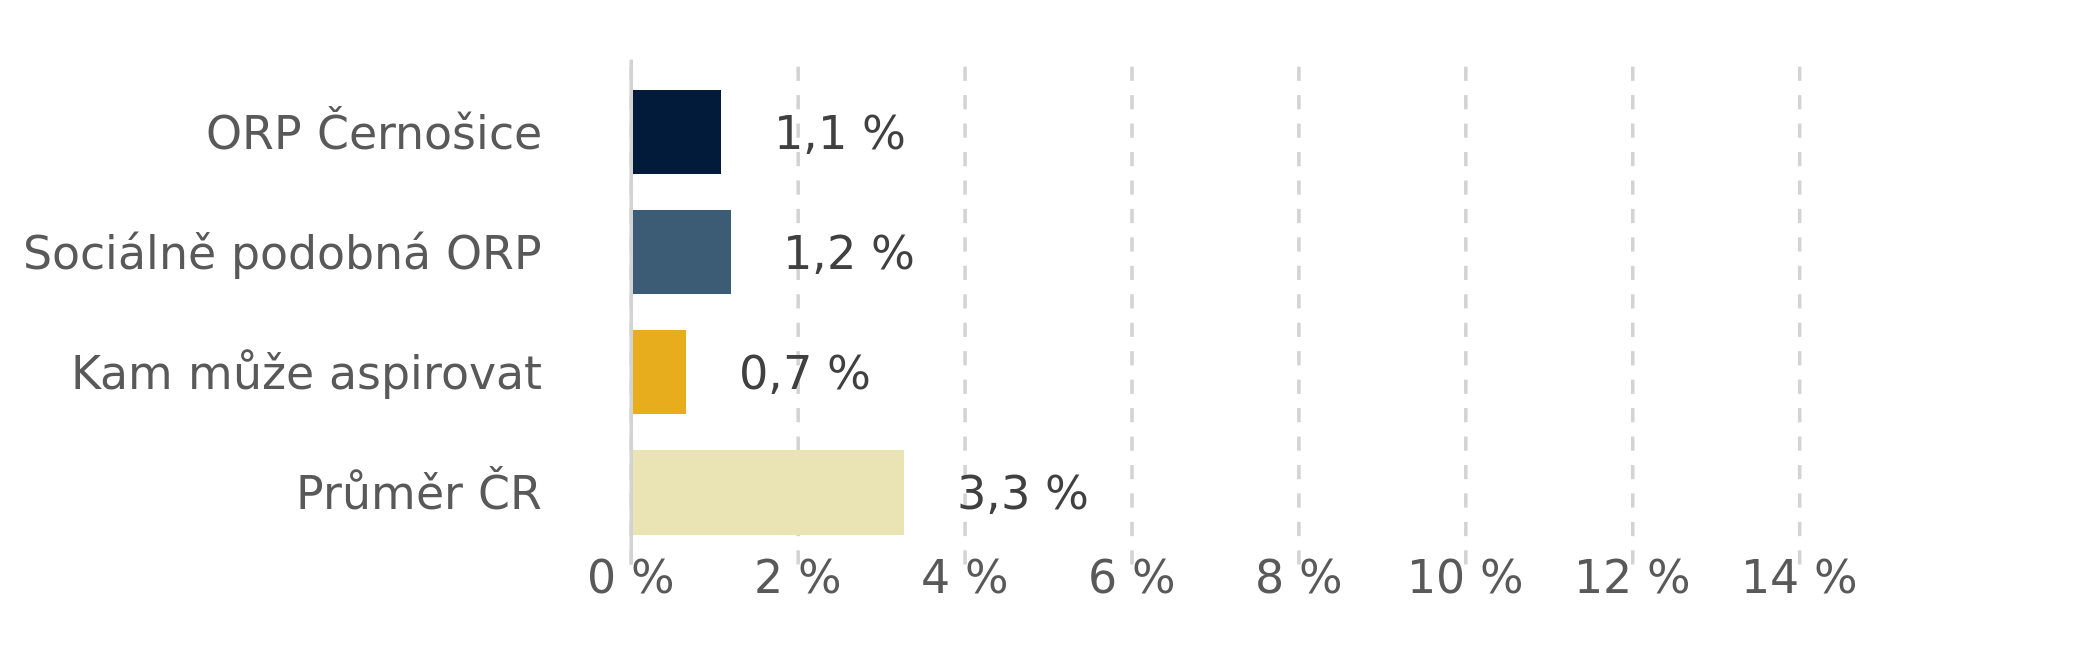 ORP Černošice 1,1 %
Sociálně podobná ORP 1,2 %
Kam může aspirovat 0,7 %
Průměr ČR 3,3 %
0 % 2 % 4 % 6 % 8 % 10 % 12 % 14 %